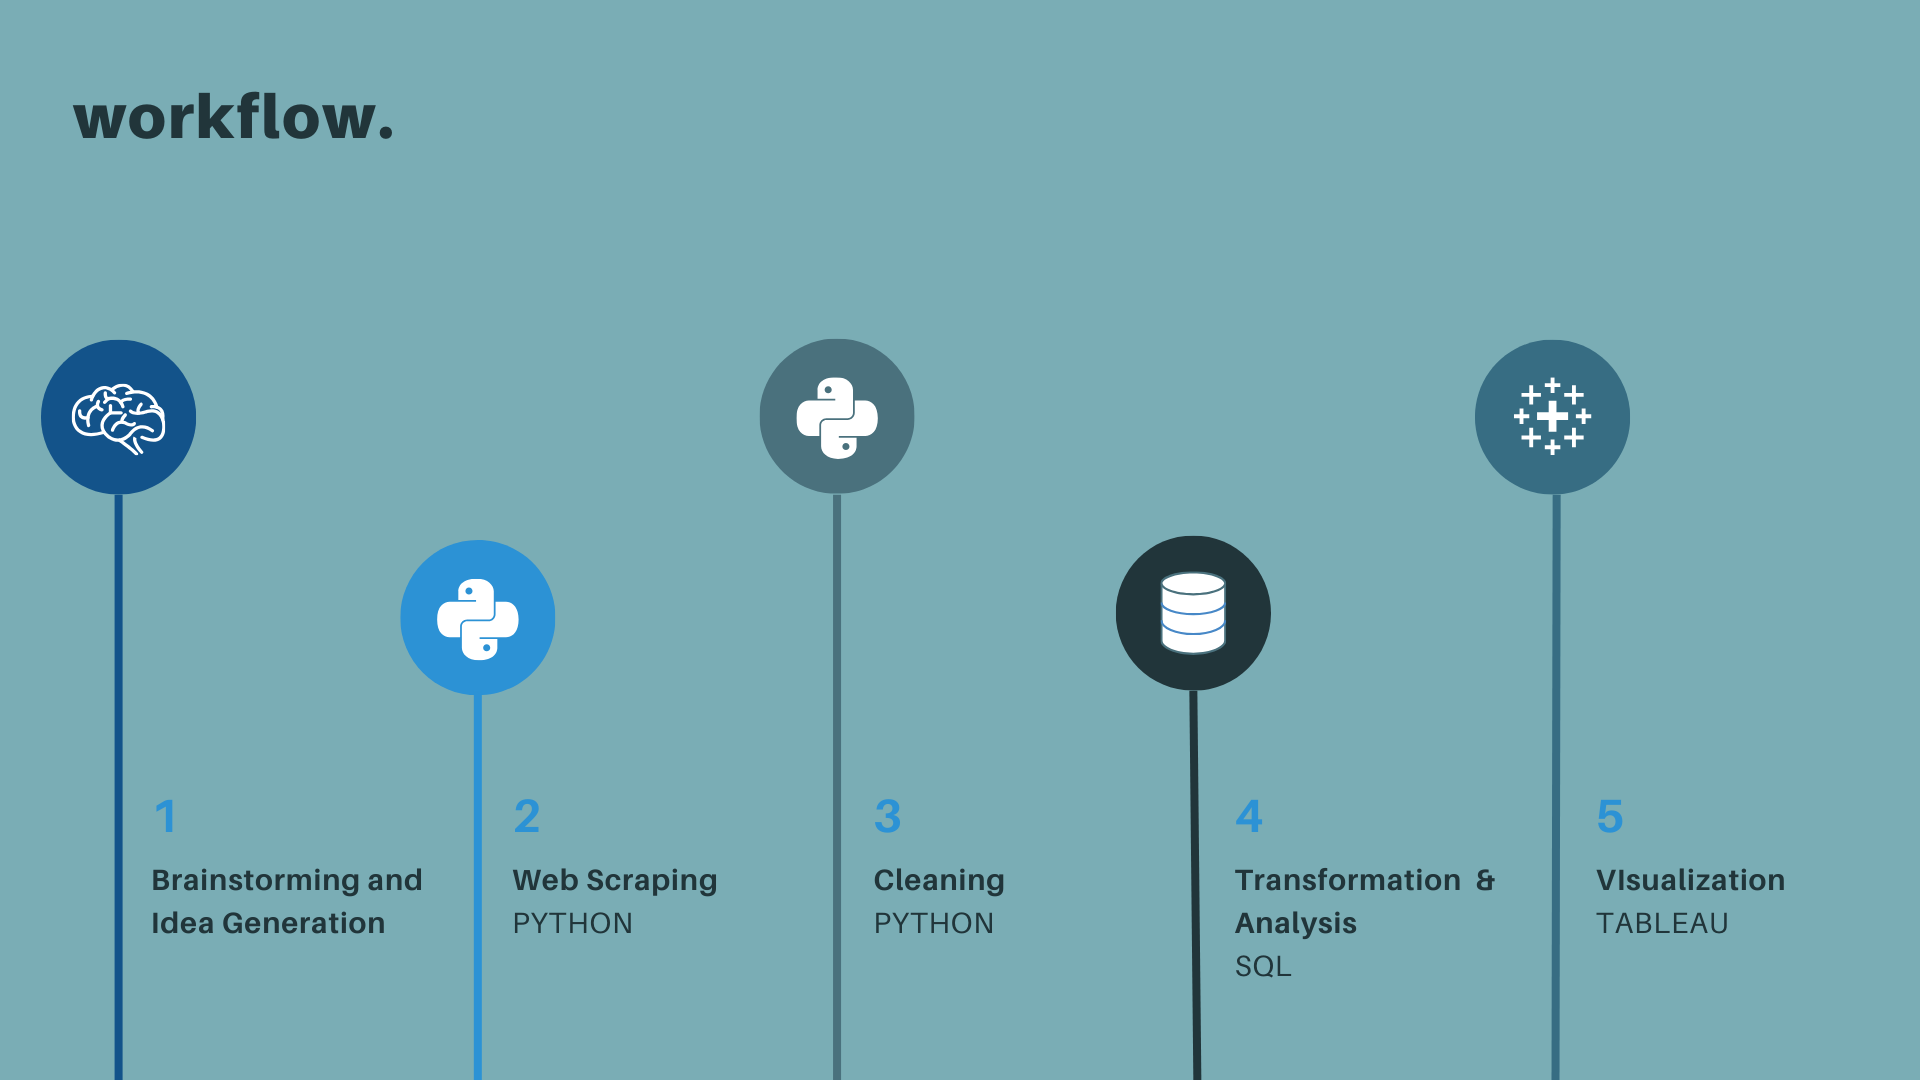 workflow.
1
Brainstorming and
Idea Generation
2
Web Scraping
PYTHON
3
Cleaning
PYTHON
4
Transformation &
Analysis
SQL
5
VIsualization
TABLEAU